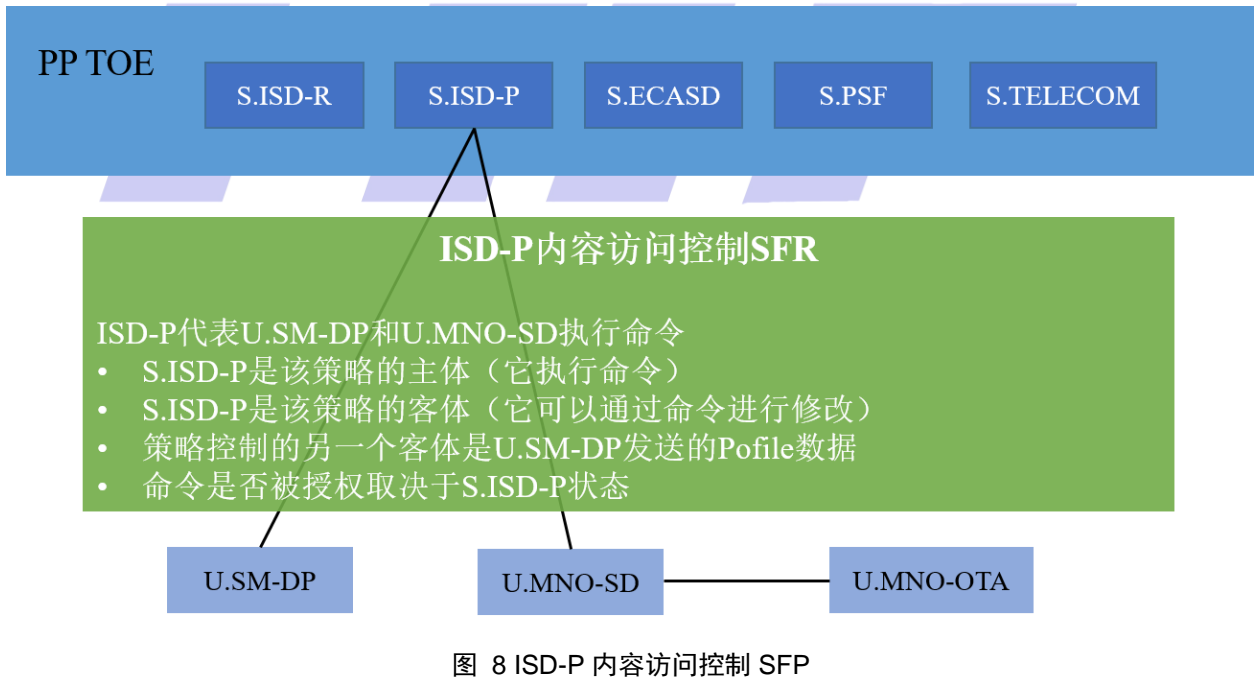 PP TOE
S.ISD-R
S.ISD-P
S.ECASD
S.PSF
S.TELECOM
ISD-P内容访问控制SFR
ISD-P代表U.SM-DP和U.MNO-SD执行命令
• S.ISD-P是该策略的主体（它执行命令）
• S.ISD-P是该策略的客体（它可以通过命令进行修改）
• 策略控制的另一个客体是U.SM-DP发送的Pofile数据
• 命令是否被授权取决于S.ISD-P状态
U.SM-DP
U.MNO-SD
U.MNO-OTA
图 8 ISD-P 内容访问控制 SFP